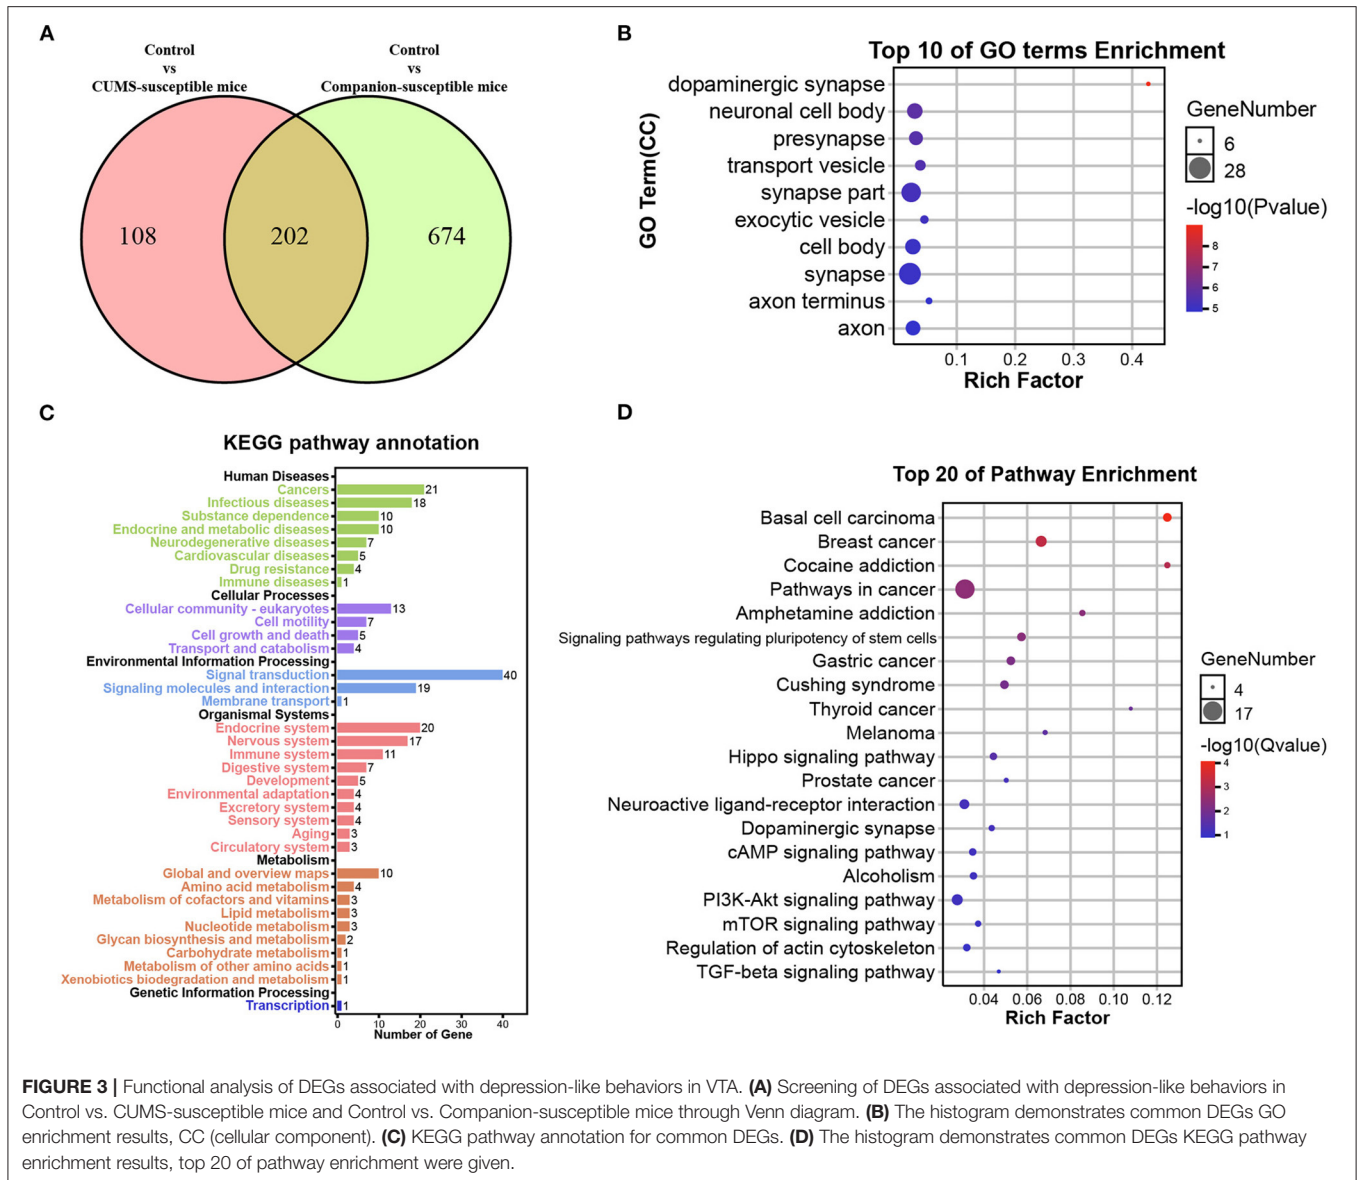 A
Control
vs
CUMS-susceptible mice
Control
vs
Companion-susceptible mice
108
202
674
B
Top 10 of GO terms Enrichment
GO Term(CC)
dopaminergic synapse
neuronal cell body
presynapse
transport vesicle
synapse part
exocytic vesicle
cell body
synapse
axon terminus
axon
0.1 0.2 0.3 0.4
Rich Factor
GeneNumber
6
28
-log10(Pvalue)
8
7
6
5
C
KEGG pathway annotation
Human Diseases
Cancers 21
Infectious diseases 18
Substance dependence 10
Endocrine and metabolic diseases 10
Neurodegenerative diseases 7
Cardiovascular diseases 5
Drug resistance 4
Immune diseases 1
Cellular Processes
Cellular community - eukaryotes 13
Cell motility 7
Cell growth and death 5
Transport and catabolism 4
Environmental Information Processing
Signal transduction 40
Signaling molecules and interaction 19
Membrane transport 1
Organismal Systems
Endocrine system 20
Nervous system 17
Immune system 11
Digestive system 7
Development 5
Environmental adaptation 4
Excretory system 4
Sensory system 4
Aging 3
Circulatory system 3
Metabolism
Global and overview maps 10
Amino acid metabolism 4
Metabolism of cofactors and vitamins 3
Lipid metabolism 3
Nucleotide metabolism 3
Glycan biosynthesis and metabolism 2
Carbohydrate metabolism 1
Metabolism of other amino acids 1
Xenobiotics biodegradation and metabolism 1
Genetic Information Processing
Transcription 1
0 10 20 30 40
Number of Gene
D
Top 20 of Pathway Enrichment
Basal cell carcinoma
Breast cancer
Cocaine addiction
Pathways in cancer
Amphetamine addiction
Signaling pathways regulating pluripotency of stem cells
Gastric cancer
Cushing syndrome
Thyroid cancer
Melanoma
Hippo signaling pathway
Prostate cancer
Neuroactive ligand-receptor interaction
Dopaminergic synapse
cAMP signaling pathway
Alcoholism
PI3K-Akt signaling pathway
mTOR signaling pathway
Regulation of actin cytoskeleton
TGF-beta signaling pathway
0.04 0.06 0.08 0.10 0.12
Rich Factor
GeneNumber
4
17
-log10(Qvalue)
4
3
2
1
FIGURE 3 | Functional analysis of DEGs associated with depression-like behaviors in VTA. (A) Screening of DEGs associated with depression-like behaviors in
Control vs. CUMS-susceptible mice and Control vs. Companion-susceptible mice through Venn diagram. (B) The histogram demonstrates common DEGs GO
enrichment results, CC (cellular component). (C) KEGG pathway annotation for common DEGs. (D) The histogram demonstrates common DEGs KEGG pathway
enrichment results, top 20 of pathway enrichment were given.